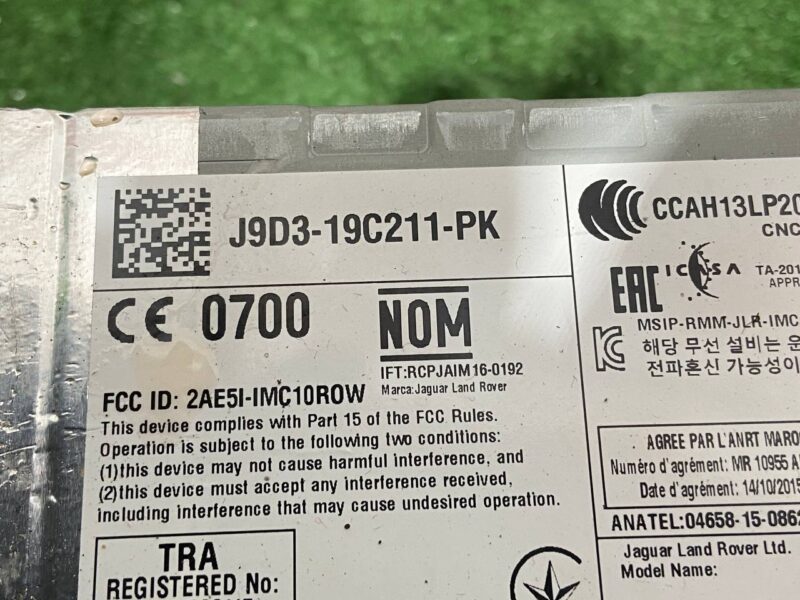 J9D3-19C211-PK
CE 0700
NOM
IFT:RCPJAIM16-0192
Marca:Jaguar Land Rover
FCC ID: 2AE5I-IMC10ROW
This device complies with Part 15 of the FCC Rules.
Operation is subject to the following two conditions:
(1)this device may not cause harmful interference, and
(2)this device must accept any interference received,
including interference that may cause undesired operation.
TRA
REGISTERED No:
CCAH13LP20
CNC
EAC ICASA TA-201
APPR
MSIP-RMM-JLR-IMC
해당 무선 설비는 운
전파혼신 가능성이
AGREE PAR L'ANRT MARO
Numéro d'agrément: MR 10955 A
Date d'agrément: 14/10/2015
ANATEL:04658-15-0862
Jaguar Land Rover Ltd.
Model Name: